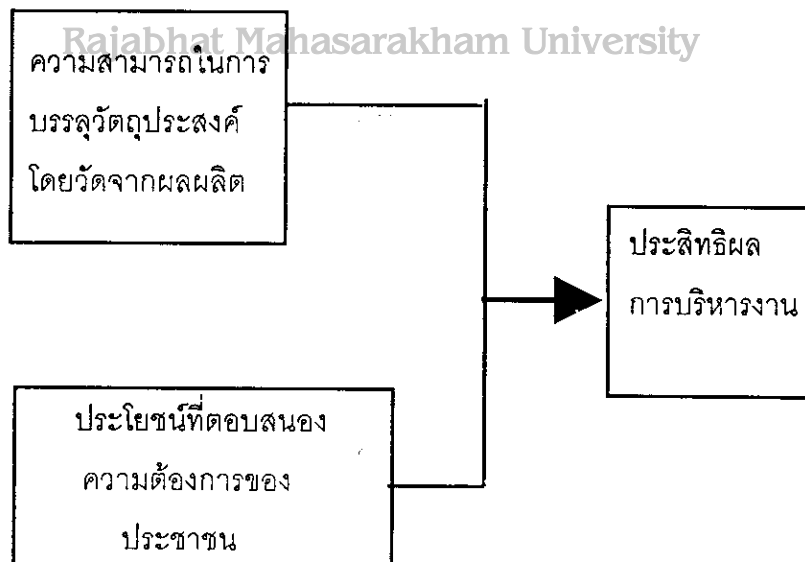 Rajabhat Mahasarakham University
ความสามารถในการ
บรรลุวัตถุประสงค์
โดยวัดจากผลผลิต
ประสิทธิผล
การบริหารงาน
ประโยชน์ที่ตอบสนอง
ความต้องการของ
ประชาชน